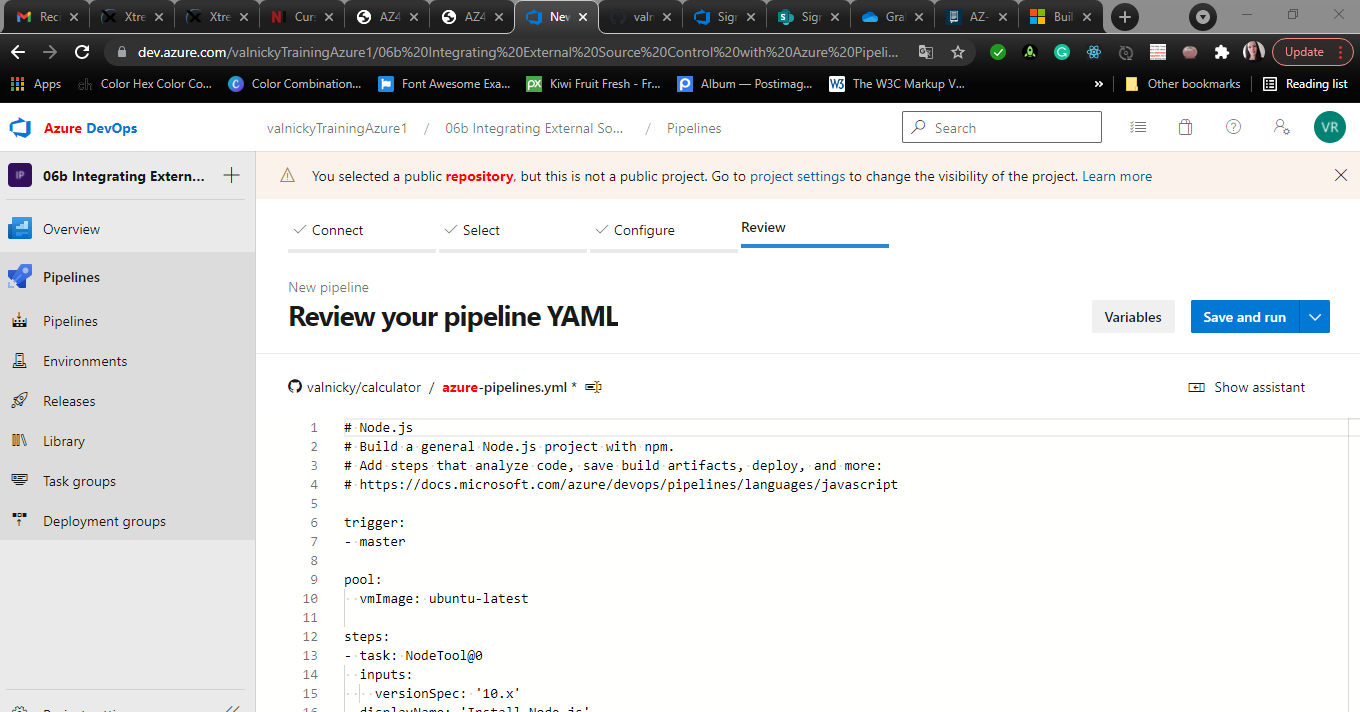 Reci
Xtre
Xtre
Curs
AZ4
AZ4
New
valn
Sign
Sign
Graf
AZ-
Buil
dev.azure.com/valnickyTrainingAzure1/06b%20Integrating%20External%20Source%20Control%20with%20Azure%20Pipeli...
Update
Apps
Color Hex Color Co...
Color Combination...
Font Awesome Exa...
Kiwi Fruit Fresh - Fr...
Album — Postimag...
The W3C Markup V...
»
Other bookmarks
Reading list
Azure DevOps
valnickyTrainingAzure1 / 06b Integrating External So... / Pipelines
Search
VR
IP
06b Integrating Extern...
You selected a public repository, but this is not a public project. Go to project settings to change the visibility of the project. Learn more
Overview
Pipelines
Pipelines
Environments
Releases
Library
Task groups
Deployment groups
Connect
Select
Configure
Review
New pipeline
Review your pipeline YAML
Variables
Save and run
valnicky/calculator / azure-pipelines.yml *
Show assistant
1 # Node.js
2 # Build a general Node.js project with npm.
3 # Add steps that analyze code, save build artifacts, deploy, and more:
4 # https://docs.microsoft.com/azure/devops/pipelines/languages/javascript
5
6 trigger:
7 - master
8
9 pool:
10 vmImage: ubuntu-latest
11
12 steps:
13 - task: NodeTool@0
14 inputs:
15 versionSpec: '10.x'
16 displayName: 'Install Node.js'